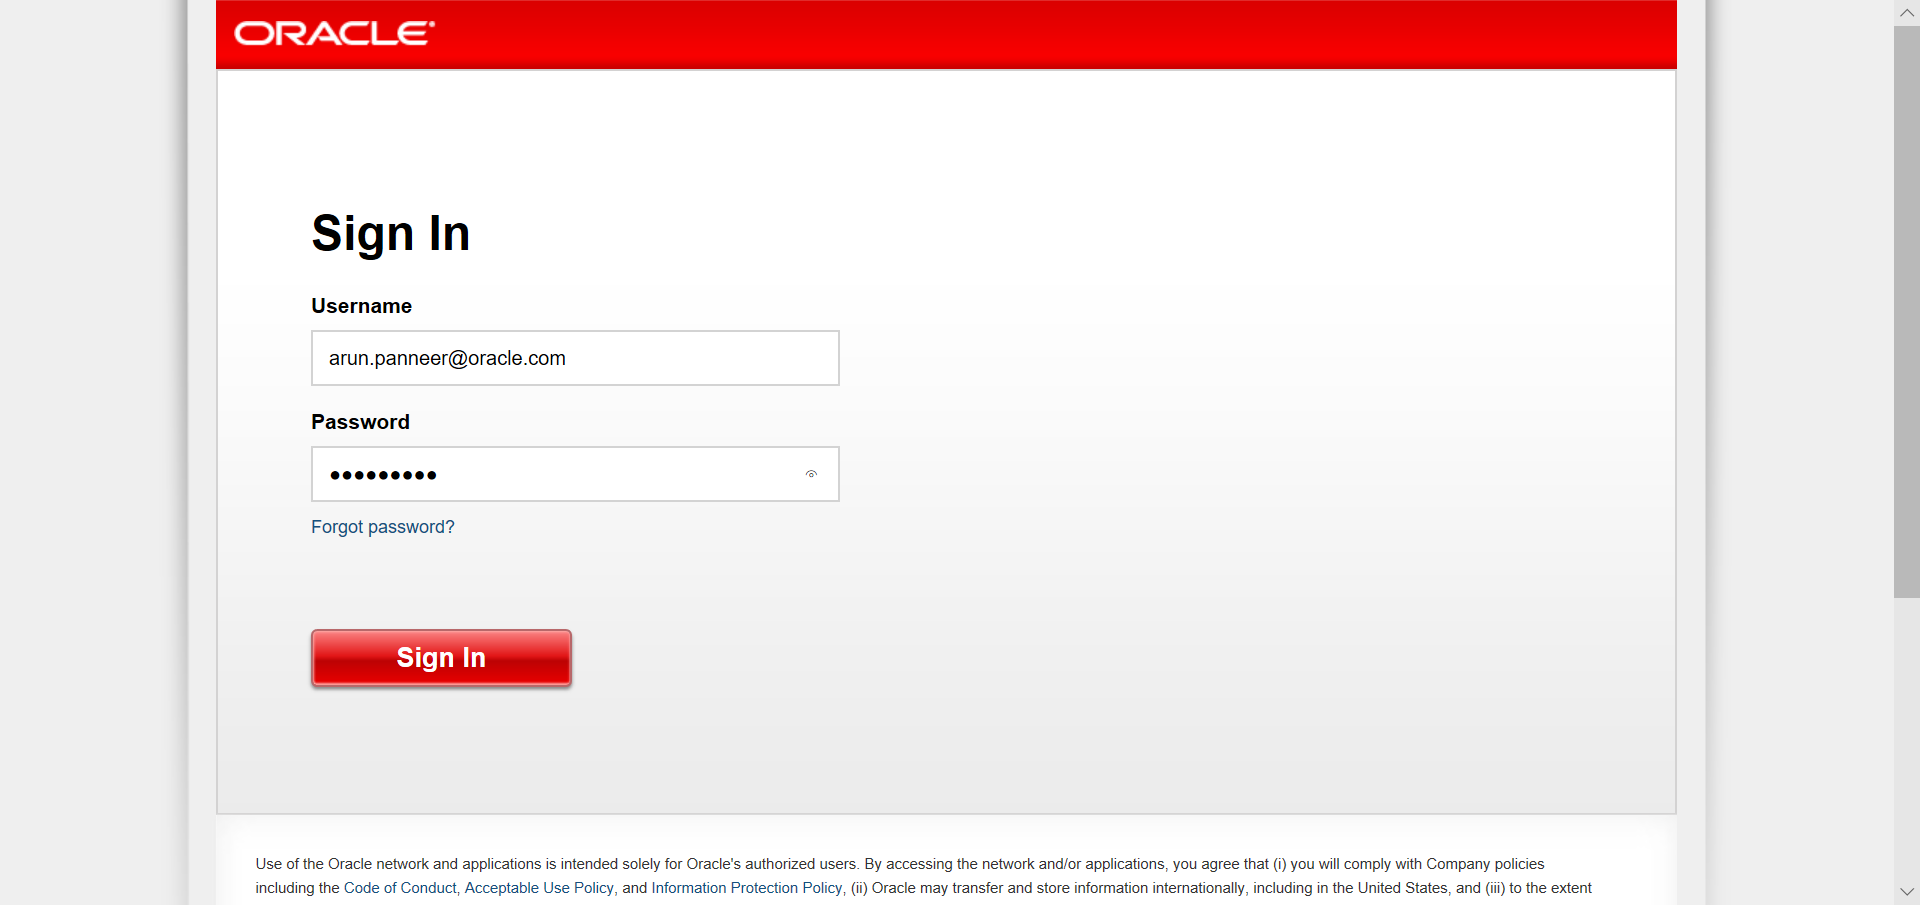 ORACLE
Sign In
Username
arun.panneer@oracle.com
Password
Forgot password?
Sign In
Use of the Oracle network and applications is intended solely for Oracle's authorized users. By accessing the network and/or applications, you agree that (i) you will comply with Company policies
including the Code of Conduct, Acceptable Use Policy, and Information Protection Policy, (ii) Oracle may transfer and store information internationally, including in the United States, and (iii) to the extent